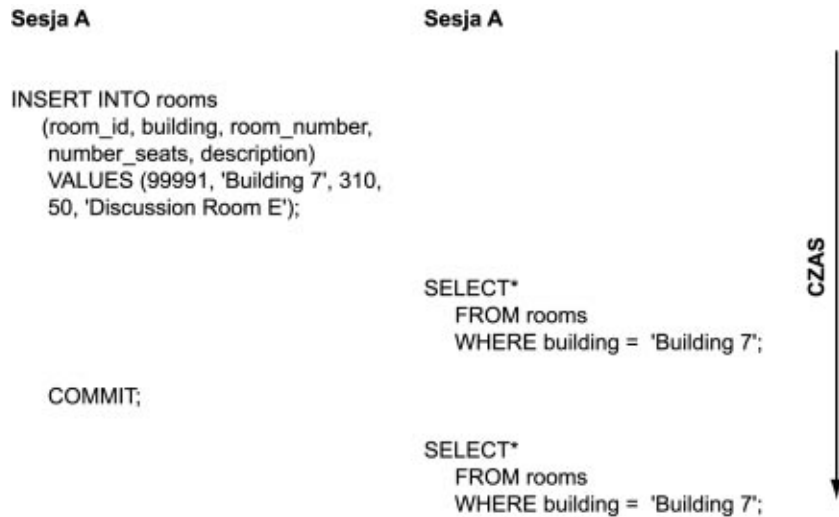 Sesja A
Sesja A
INSERT INTO rooms
(room_id, building, room_number,
number_seats, description)
VALUES (99991, 'Building 7', 310,
50, 'Discussion Room E');
SELECT*
FROM rooms
WHERE building = 'Building 7';
COMMIT;
SELECT*
FROM rooms
WHERE building = 'Building 7';
CZAS